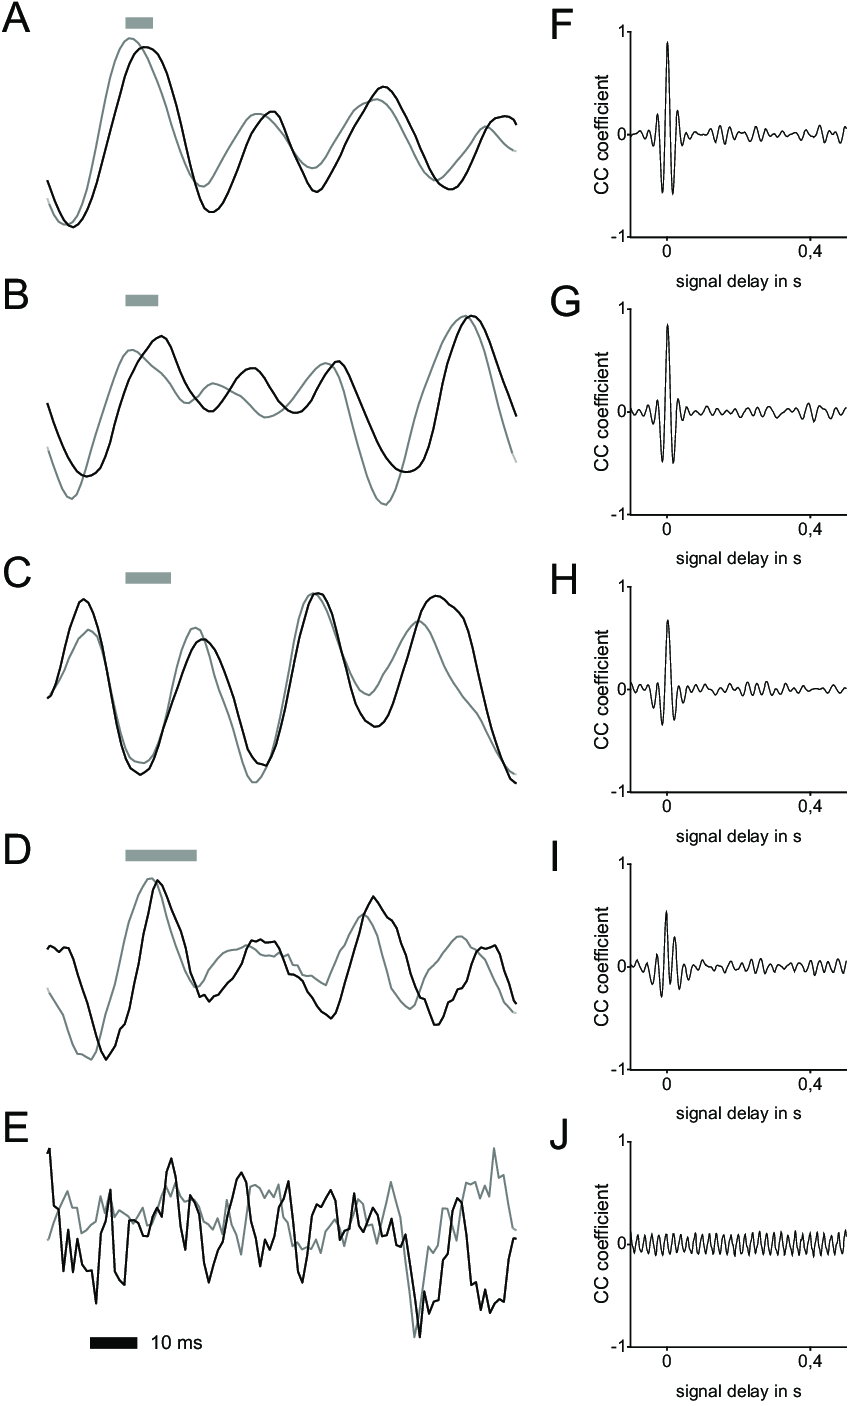 A
F
1
CC coefficient
0
-1
0
0,4
signal delay in s
B
G
1
CC coefficient
0
-1
0
0,4
signal delay in s
C
H
1
CC coefficient
0
-1
0
0,4
signal delay in s
D
I
1
CC coefficient
0
-1
0
0,4
signal delay in s
E
J
1
CC coefficient
0
-1
0
0,4
signal delay in s
10 ms